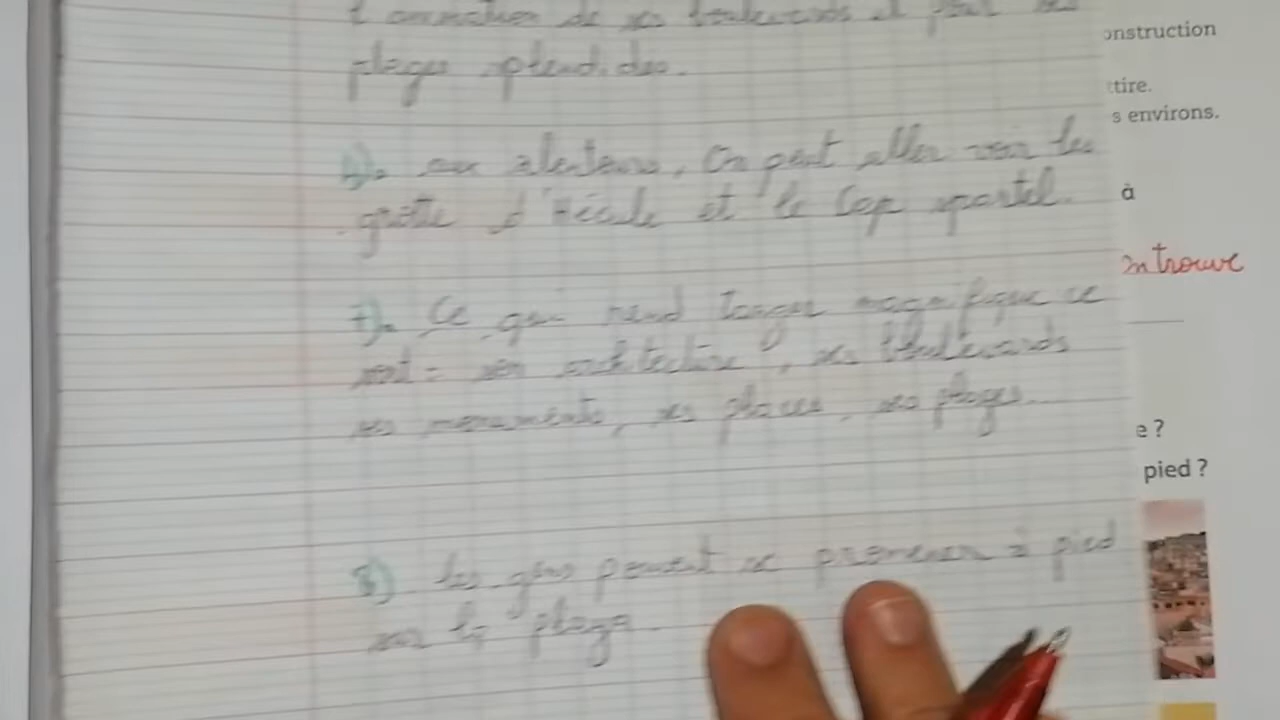 l'animation de ses boulevards et pour ses
plages splendides.
6). aux alentours, On peut aller voir les
grotte d'Hécule et le Cap spartel.
7). Ce qui rend Tanger magnifique ce
sont = son architecture, ses boulevards
ses monuments, ses places, ses plages.
8) les gens peuvent se promener à pied
sur la plage.
onstruction
tire.
s environs.
à
on trouve
e ?
pied ?